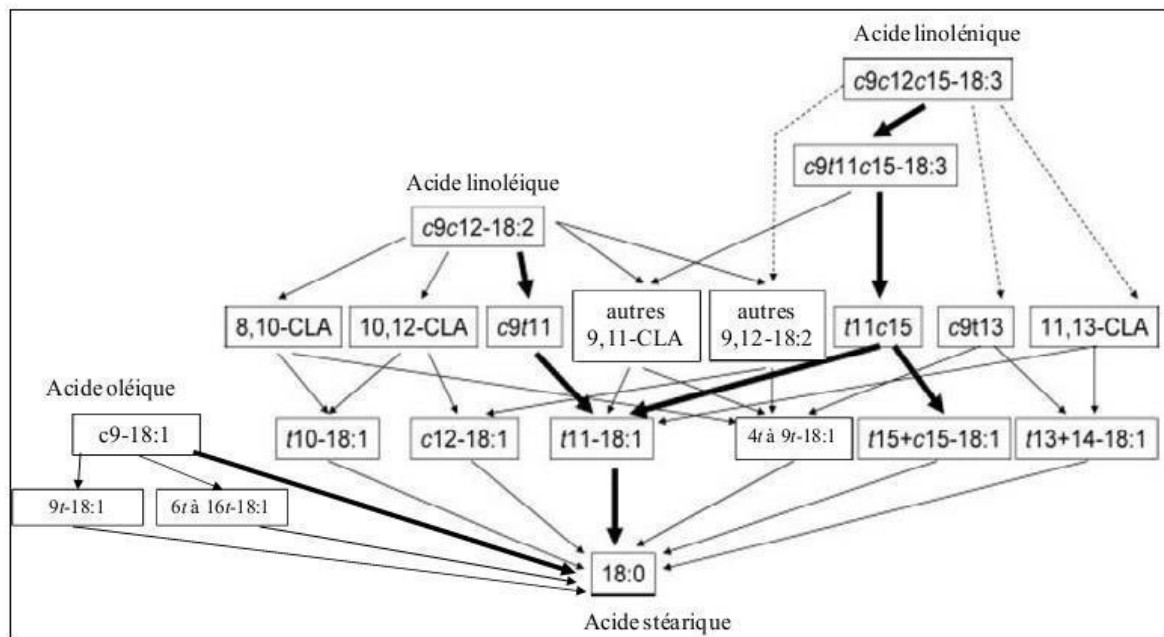 Acide linolénique
c9c12c15-18:3
c9t11c15-18:3
Acide linoléique
c9c12-18:2
8,10-CLA
10,12-CLA
c9t11
autres
9,11-CLA
autres
9,12-18:2
t11c15
c9t13
11,13-CLA
Acide oléique
c9-18:1
t10-18:1
c12-18:1
t11-18:1
4t à 9t-18:1
t15+c15-18:1
t13+14-18:1
9t-18:1
6t à 16t-18:1
18:0
Acide stéarique